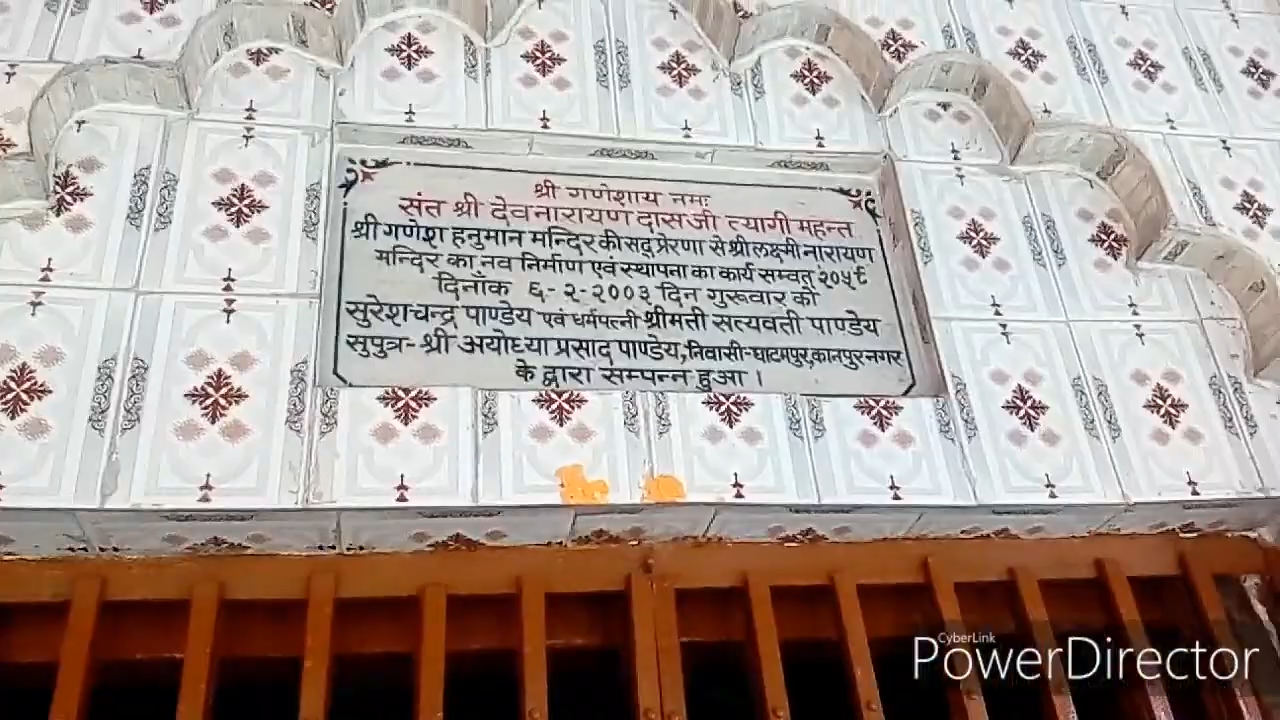 श्री गणेशाय नमः
संत श्री देवनारायण दासजी त्यागी महन्त
श्री गणेश हनुमान मन्दिर की सद् प्रेरणा से श्री लक्ष्मी नारायण
मन्दिर का नव निर्माण एवं स्थापना का कार्य सम्वत् २०५९
दिनाँक ६-२-२००३ दिन गुरूवार को
सुरेशचन्द्र पाण्डेय एवं धर्मपत्नी श्रीमती सत्यवती पाण्डेय
सुपुत्र- श्री अयोध्या प्रसाद पाण्डेय, निवासी-घाटमपुर, कानपुर नगर
के द्वारा सम्पन्न हुआ ।
CyberLink
PowerDirector